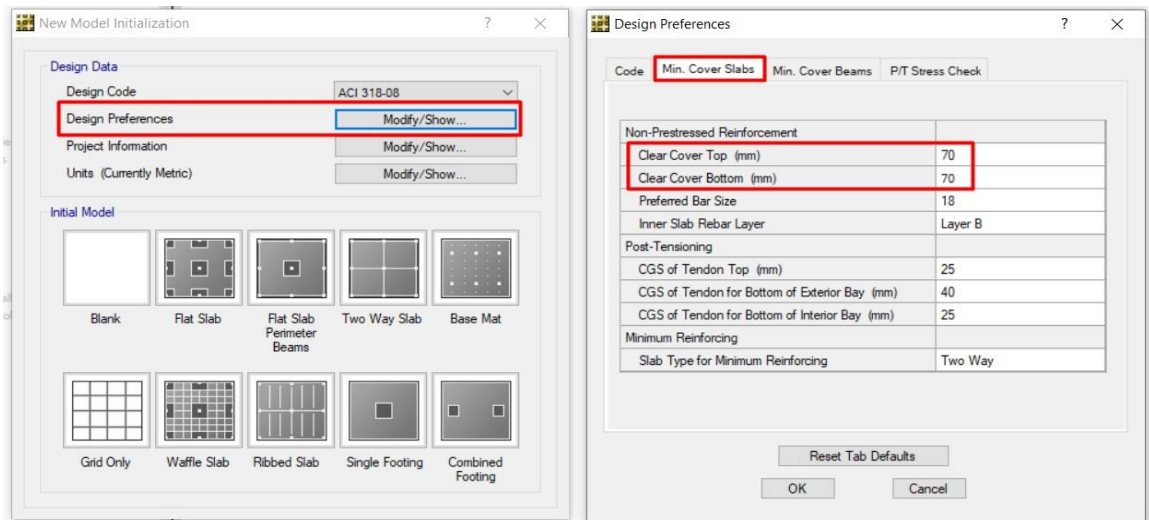 New Model Initialization
?
Design Data
Design Code ACI 318-08
Design Preferences Modify/Show...
Project Information Modify/Show...
Units (Currently Metric) Modify/Show...
Initial Model
Blank Flat Slab Flat Slab Perimeter Beams Two Way Slab Base Mat
Grid Only Waffle Slab Ribbed Slab Single Footing Combined Footing
Design Preferences
?
Code Min. Cover Slabs Min. Cover Beams P/T Stress Check
Non-Prestressed Reinforcement
Clear Cover Top (mm) 70
Clear Cover Bottom (mm) 70
Preferred Bar Size 18
Inner Slab Rebar Layer Layer B
Post-Tensioning
CGS of Tendon Top (mm) 25
CGS of Tendon for Bottom of Exterior Bay (mm) 40
CGS of Tendon for Bottom of Interior Bay (mm) 25
Minimum Reinforcing
Slab Type for Minimum Reinforcing Two Way
Reset Tab Defaults
OK Cancel